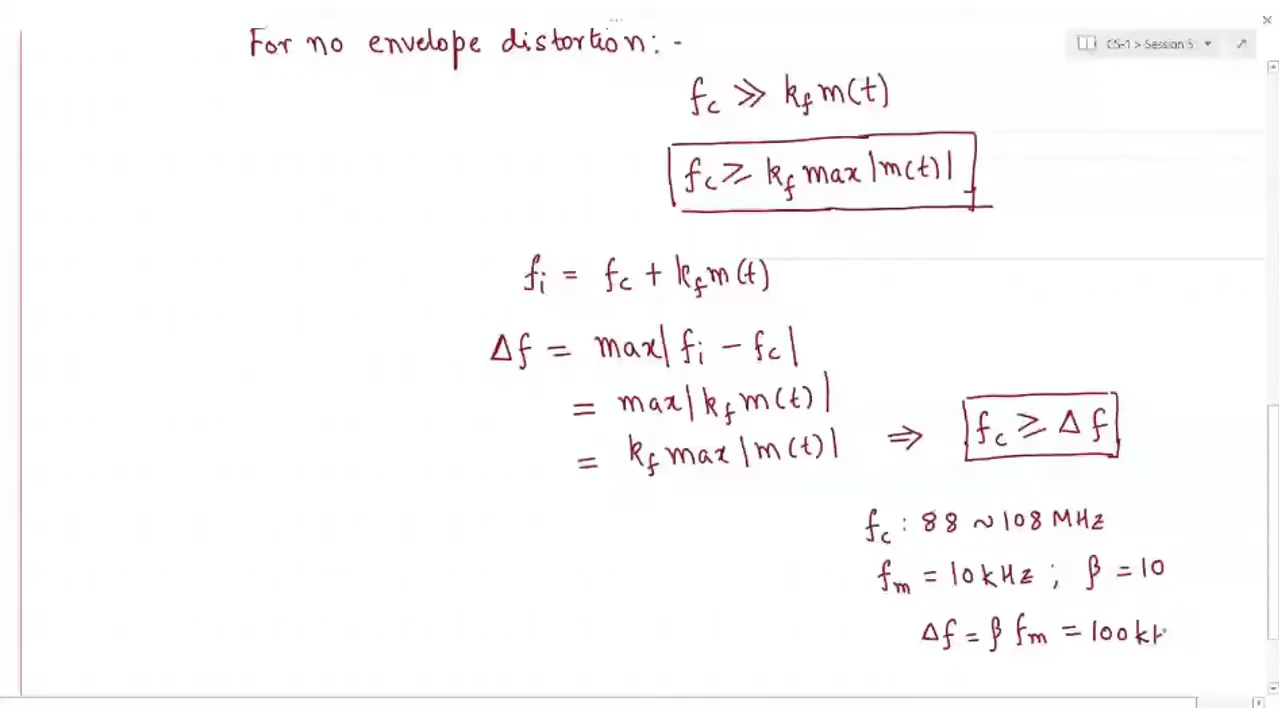 For no envelope distortion: -
CS-1 > Session 5
f_c ≫ k_f m(t)
f_c ≥ k_f max |m(t)|
f_i = f_c + k_f m(t)
Δf = max| f_i - f_c |
= max| k_f m(t) |
= k_f max |m(t)| ⇒ f_c ≥ Δf
f_c : 88 ~ 108 MHz
f_m = 10 kHz ; β = 10
Δf = β f_m = 100 k